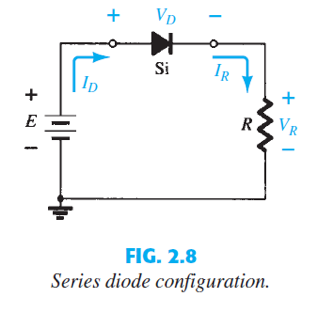 + V_D −
Si
I_D
I_R
+
E
−
+
R V_R
−
FIG. 2.8
Series diode configuration.